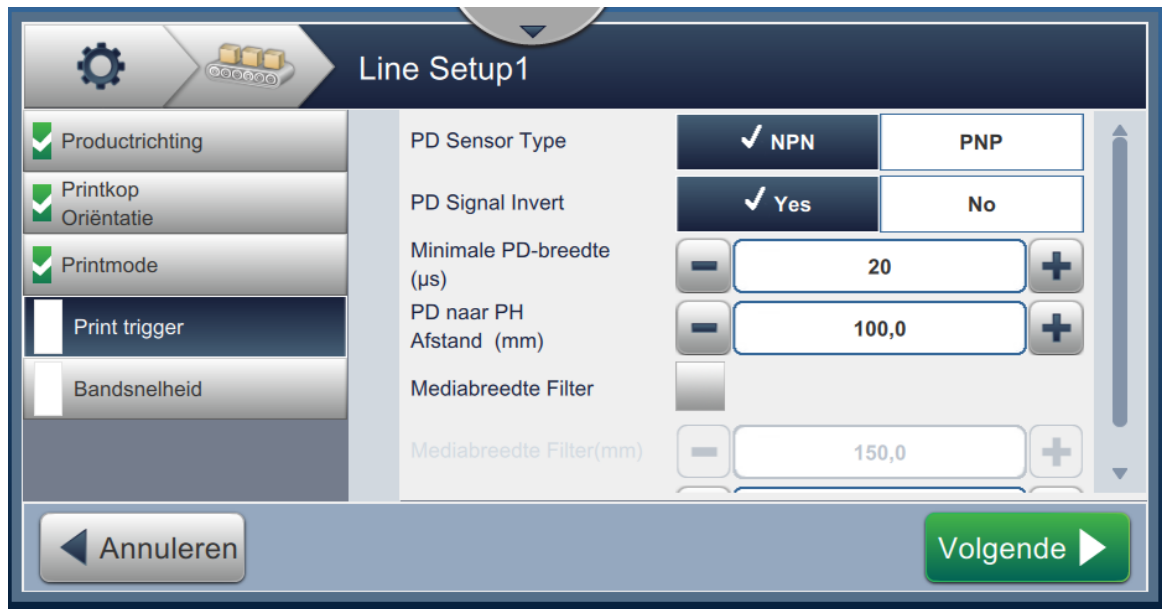 Line Setup1
Productrichting
Printkop
Oriëntatie
Printmode
Print trigger
Bandsnelheid
PD Sensor Type
NPN
PNP
PD Signal Invert
Yes
No
Minimale PD-breedte
(µs)
20
PD naar PH
Afstand (mm)
100,0
Mediabreedte Filter
Mediabreedte Filter(mm)
150,0
Annuleren
Volgende